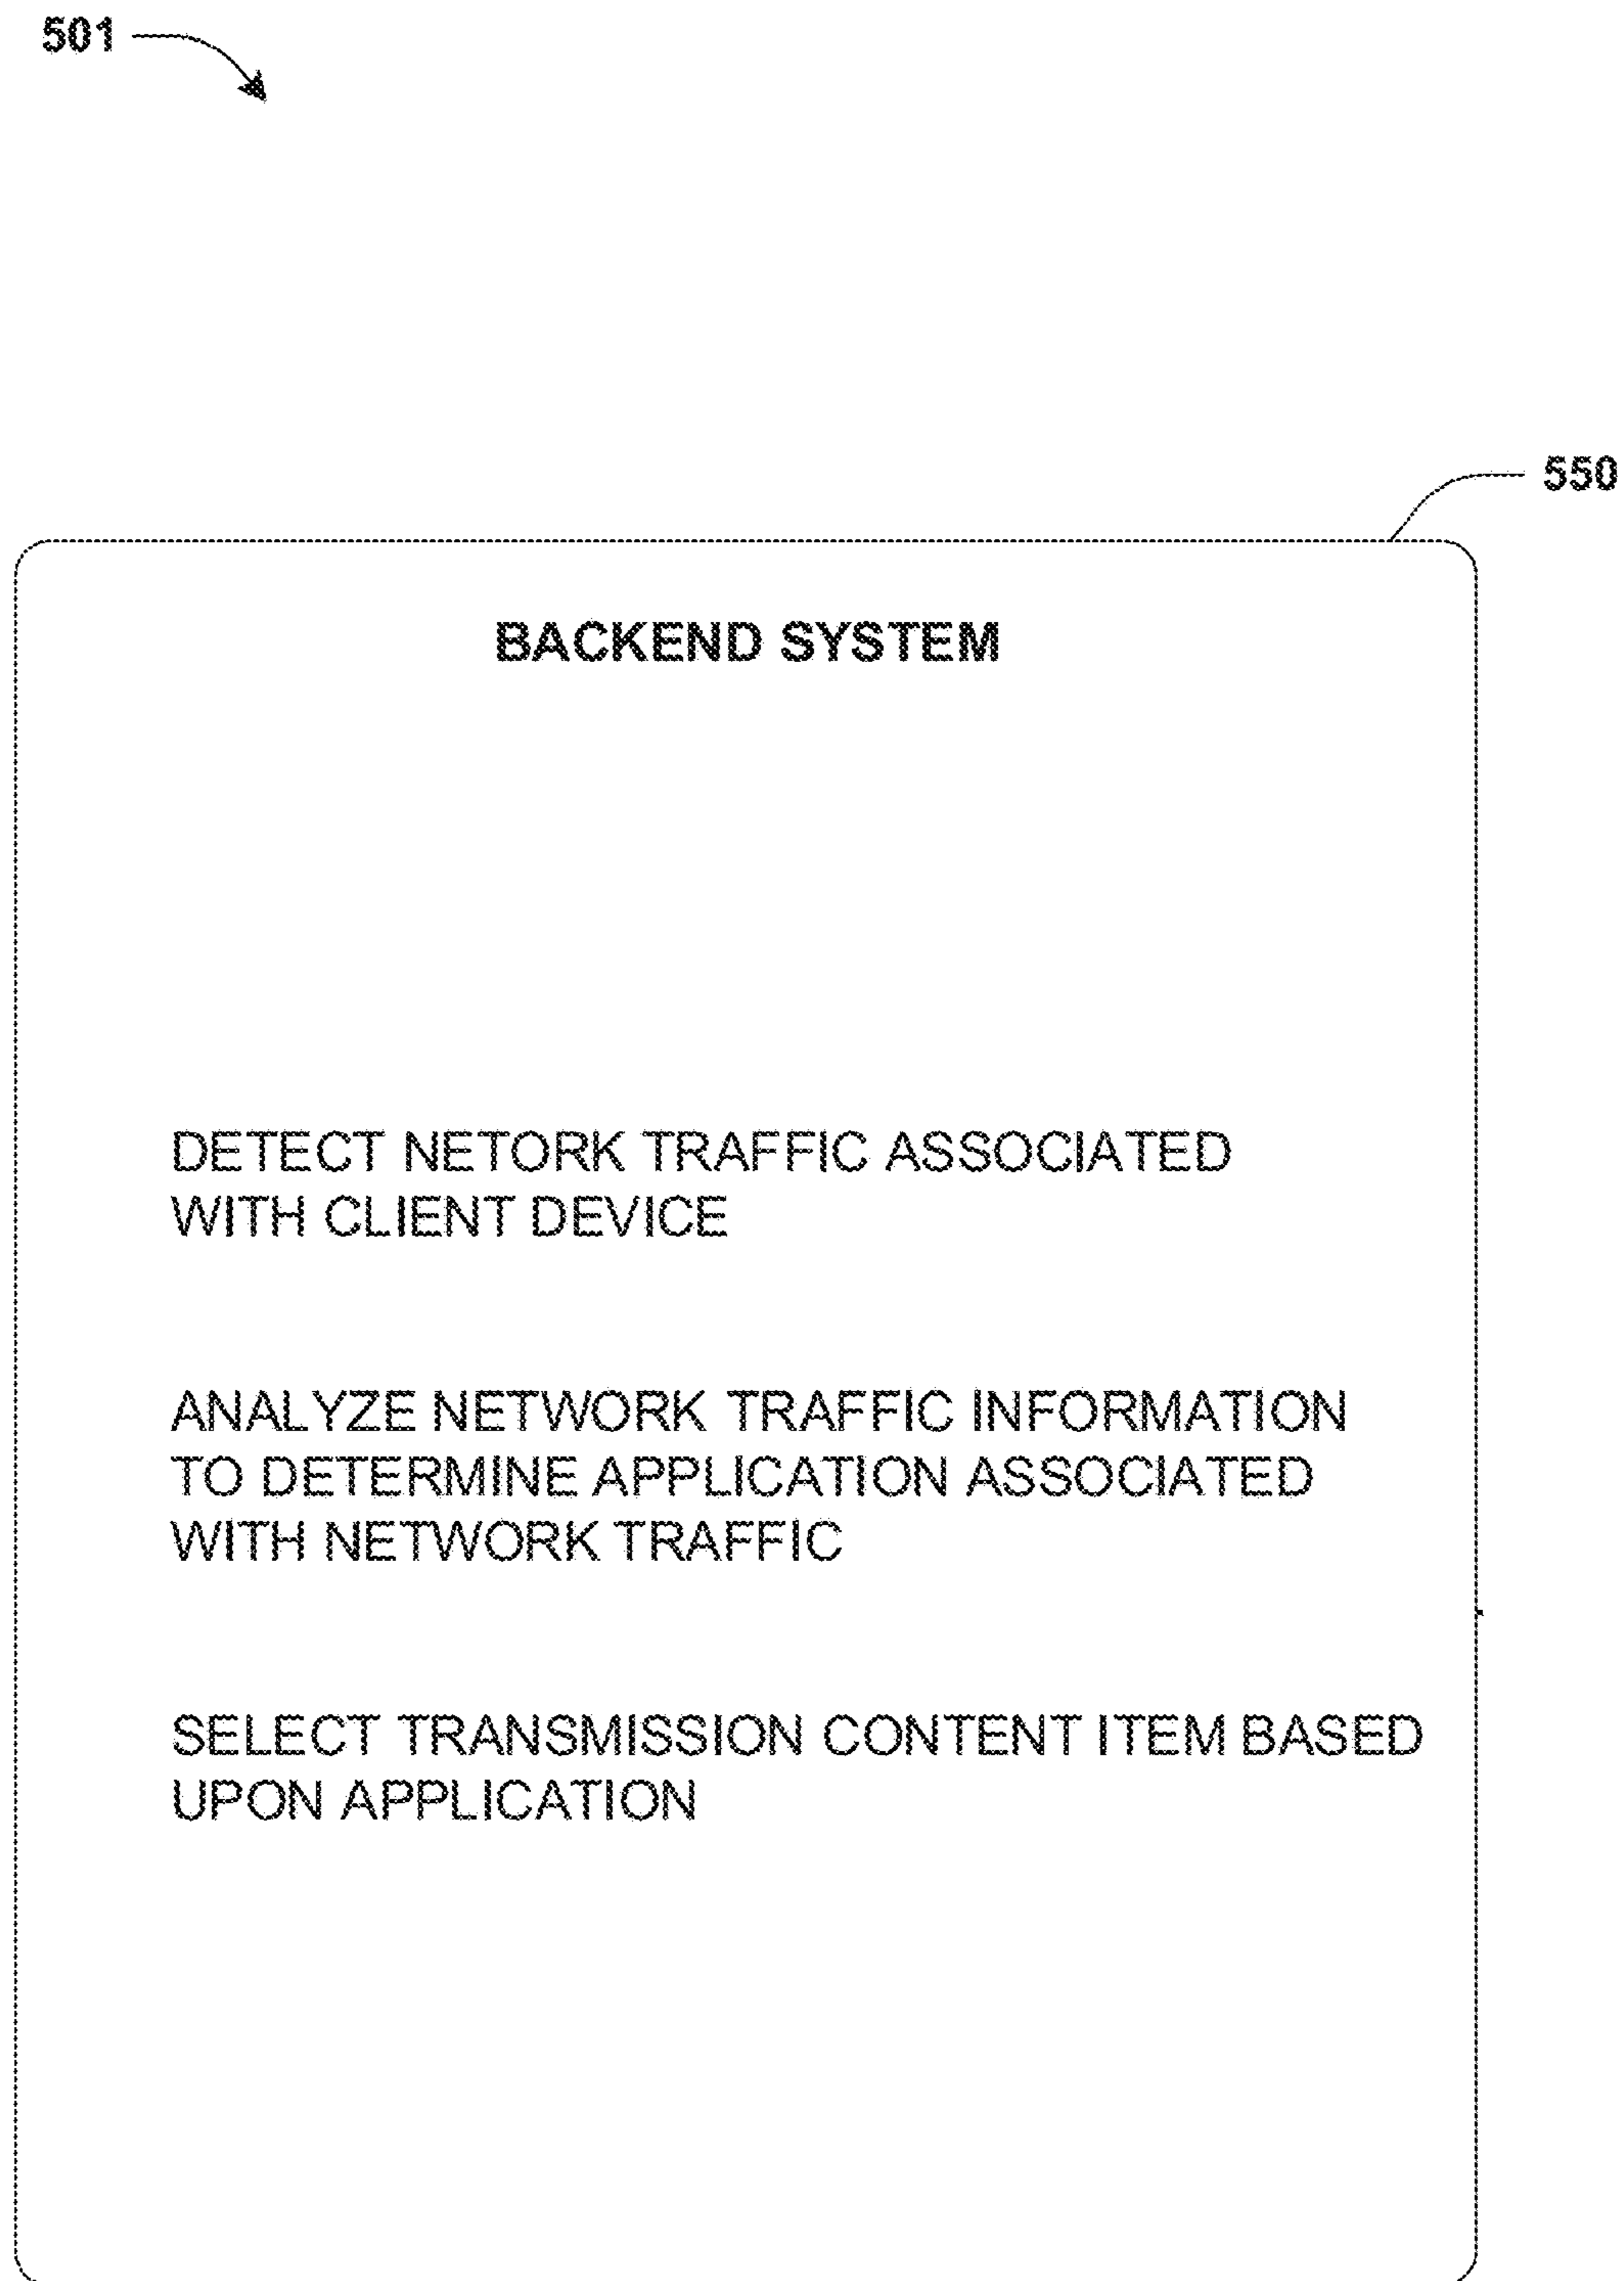 501
550
BACKEND SYSTEM
DETECT NETORK TRAFFIC ASSOCIATED
WITH CLIENT DEVICE
ANALYZE NETWORK TRAFFIC INFORMATION
TO DETERMINE APPLICATION ASSOCIATED
WITH NETWORK TRAFFIC
SELECT TRANSMISSION CONTENT ITEM BASED
UPON APPLICATION